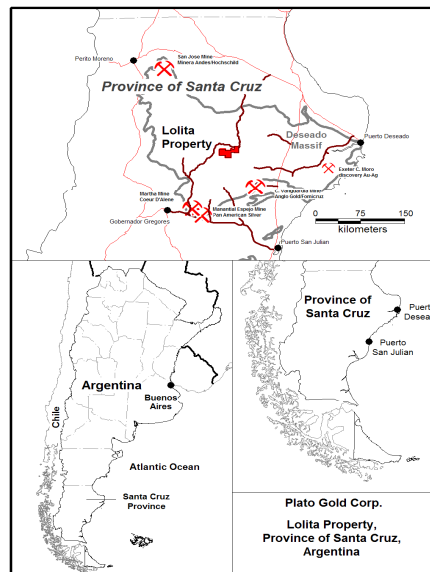 San Jose Mine
Minera Andes/Hochschild
Perito Moreno
Province of Santa Cruz
Lolita
Property
Deseado
Massif
Puerto Deseado
Exeter C. Moro
discovery Au-Ag
Vanguardia Mine
Anglo-Gold/Fomicruz
Martha Mine
Coeur D'Alene
Manantial Espejo Mine
Pan American Silver
Gobernador Gregores
0 75 150
kilometers
Puerto San Julian
Argentina
Buenos
Aires
Chile
Atlantic Ocean
Santa Cruz
Province
Province of
Santa Cruz
Puerto
Desea
Puerto
San Julian
Plato Gold Corp.
Lolita Property,
Province of Santa Cruz,
Argentina